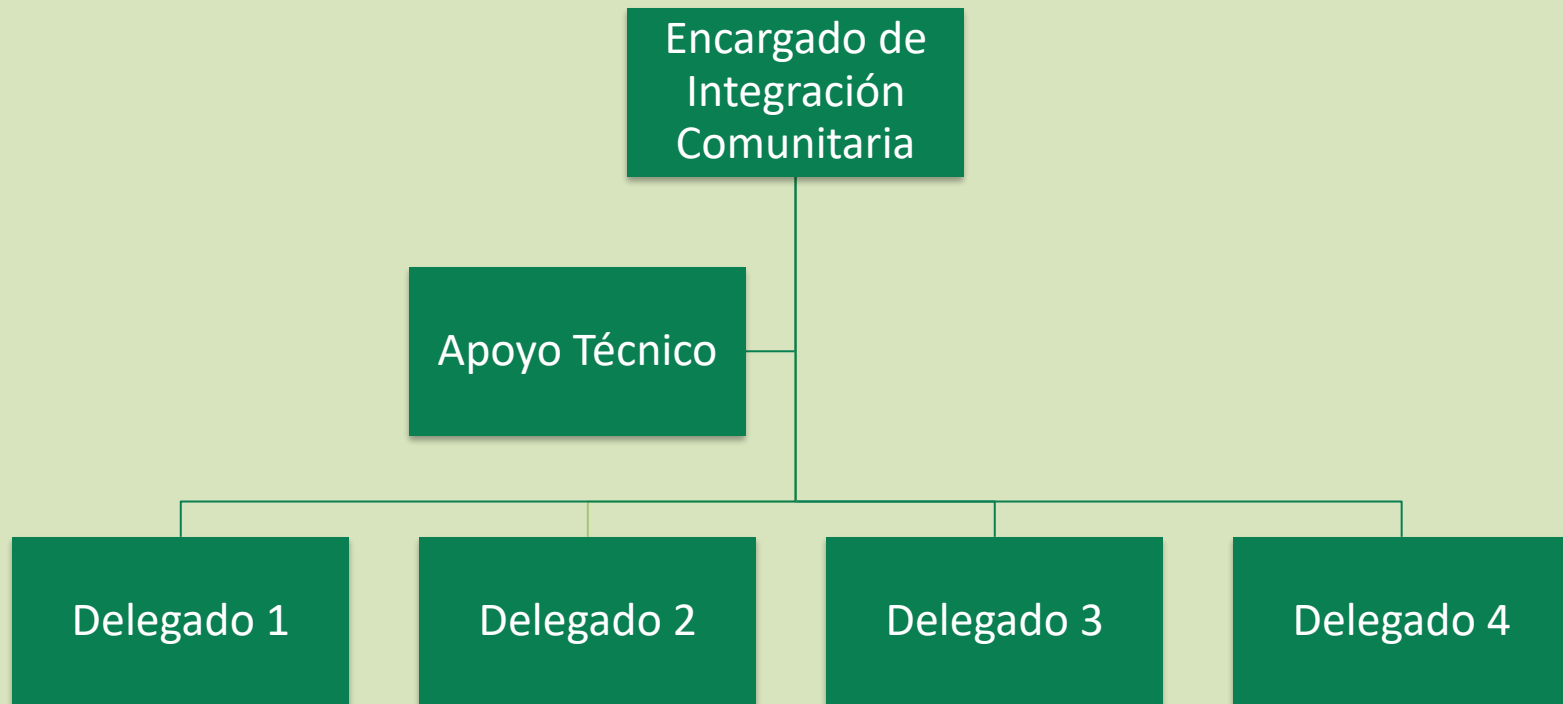 Encargado de
Integración
Comunitaria
Apoyo Técnico
Delegado 1
Delegado 2
Delegado 3
Delegado 4